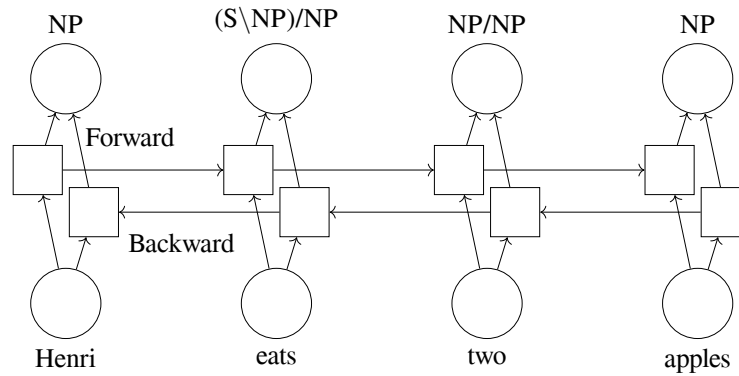 NP (S\NP)/NP NP/NP NP
Forward
Backward
Henri eats two apples